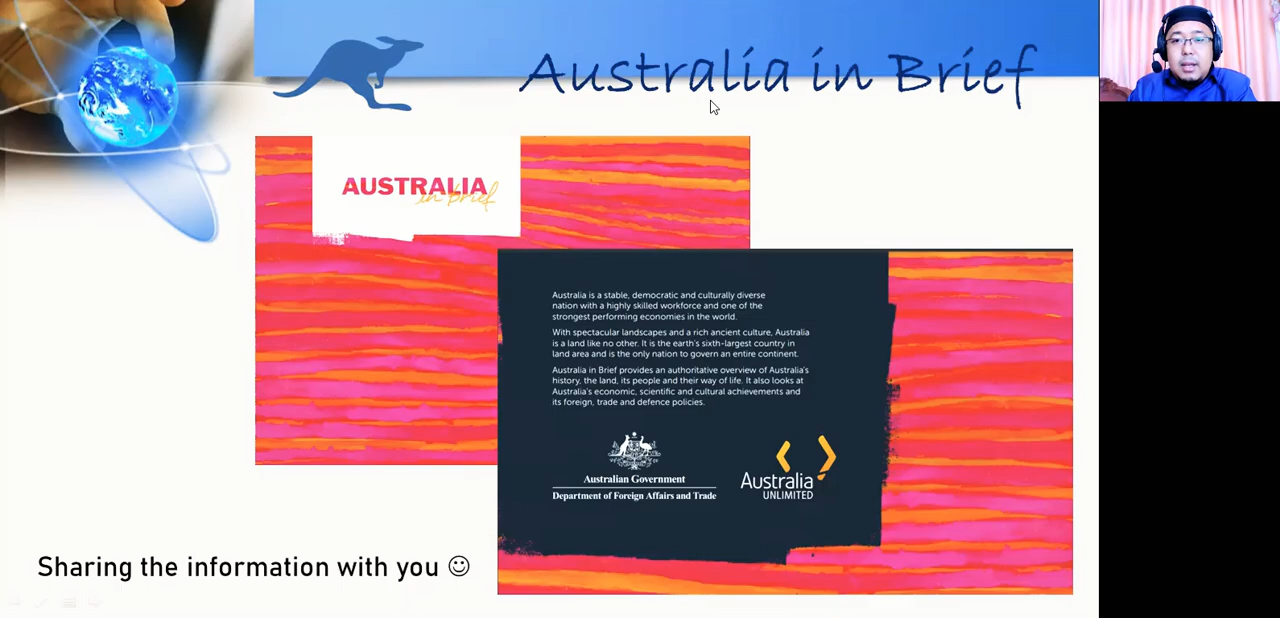 Australia in Brief
AUSTRALIA
in brief
Australia is a stable, democratic and culturally diverse
nation with a highly skilled workforce and one of the
strongest performing economies in the world.
With spectacular landscapes and a rich ancient culture, Australia
is a land like no other. It is the earth's sixth-largest country in
land area and is the only nation to govern an entire continent.
Australia in Brief provides an authoritative overview of Australia's
history, the land, its people and their way of life. It also looks at
Australia's economic, scientific and cultural achievements and
its foreign, trade and defence policies.
Australian Government
Department of Foreign Affairs and Trade
Australia
UNLIMITED
Sharing the information with you ☺